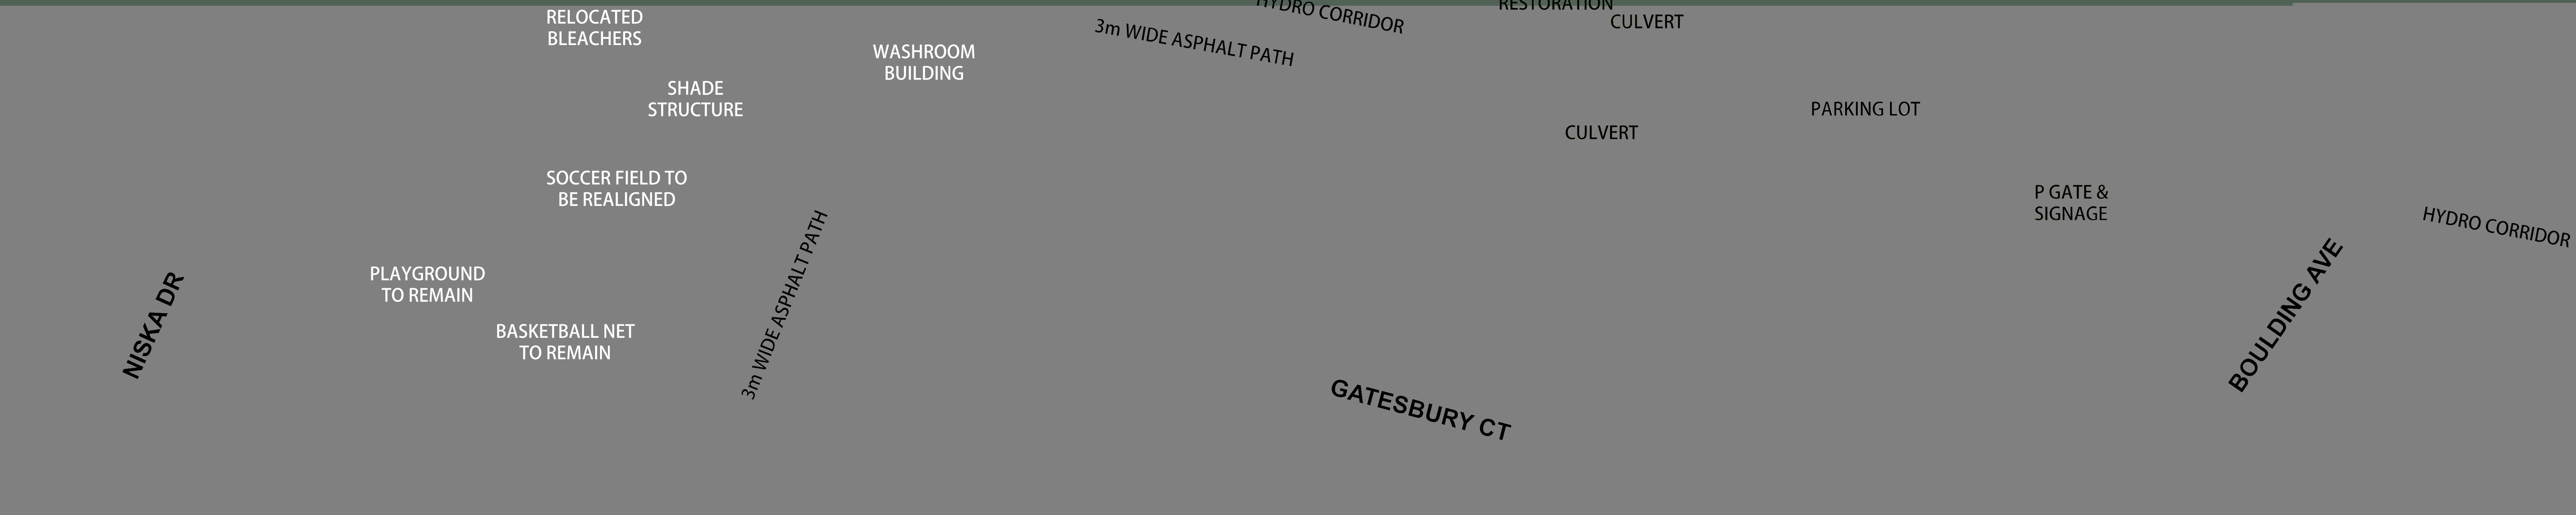 RELOCATED
BLEACHERS
HYDRO CORRIDOR
RESTORATION
CULVERT
3m WIDE ASPHALT PATH
WASHROOM
BUILDING
SHADE
STRUCTURE
PARKING LOT
CULVERT
SOCCER FIELD TO
BE REALIGNED
P GATE &
SIGNAGE
HYDRO CORRIDOR
3m WIDE ASPHALT PATH
PLAYGROUND
TO REMAIN
NISKA DR
BASKETBALL NET
TO REMAIN
BOULDING AVE
GATESBURY CT